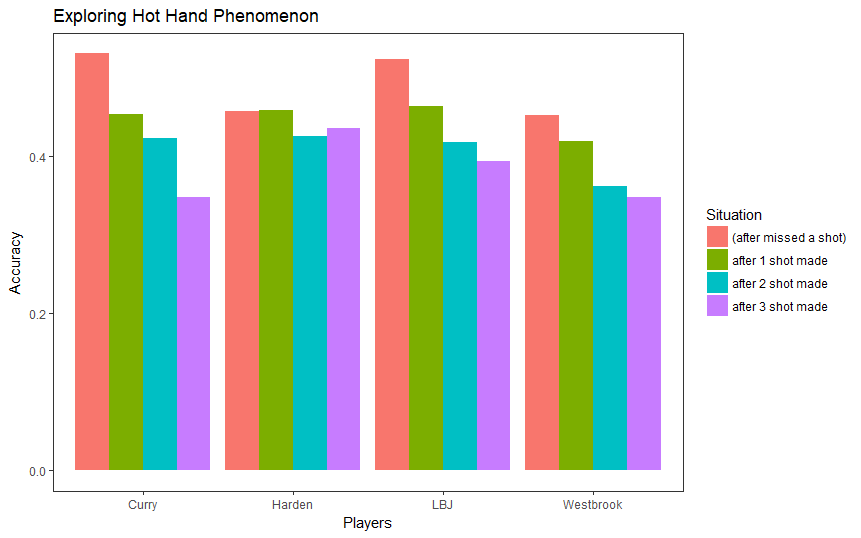 Exploring Hot Hand Phenomenon
Accuracy
0.4
0.2
0.0
Curry
Harden
LBJ
Westbrook
Players
Situation
(after missed a shot)
after 1 shot made
after 2 shot made
after 3 shot made